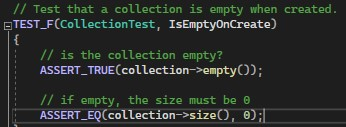 // Test that a collection is empty when created.
TEST_F(CollectionTest, IsEmptyOnCreate)
{
// is the collection empty?
ASSERT_TRUE(collection->empty());
// if empty, the size must be 0
ASSERT_EQ(collection->size(), 0);